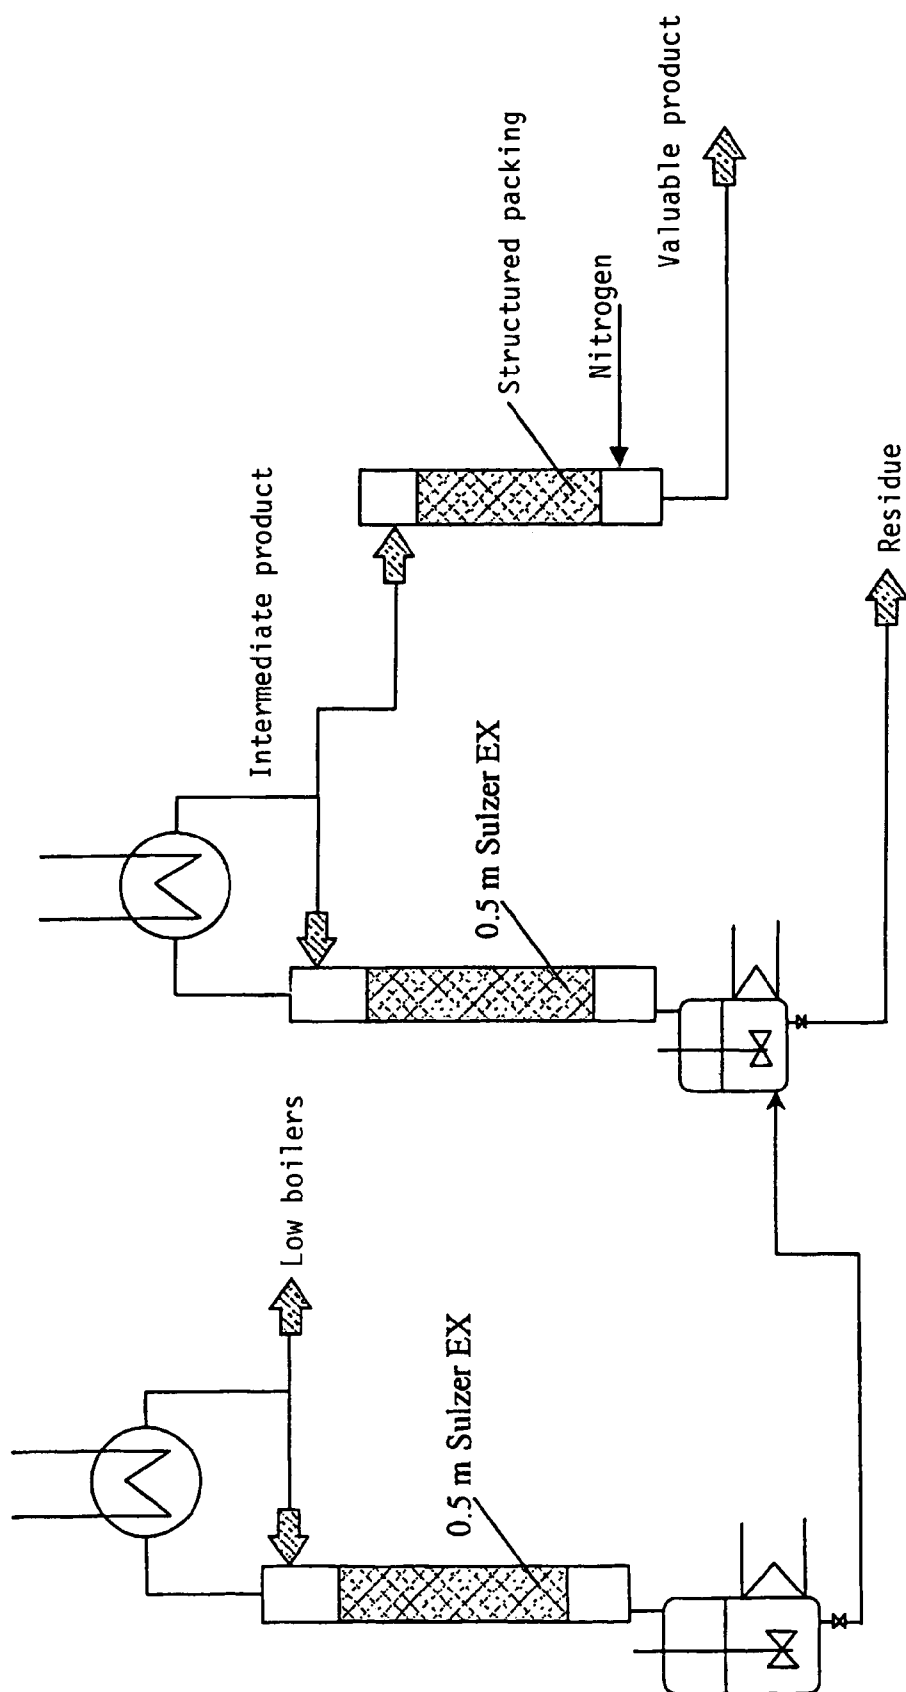 0.5 m Sulzer EX
Low boilers
0.5 m Sulzer EX
Intermediate product
Residue
Structured packing
Nitrogen
Valuable product